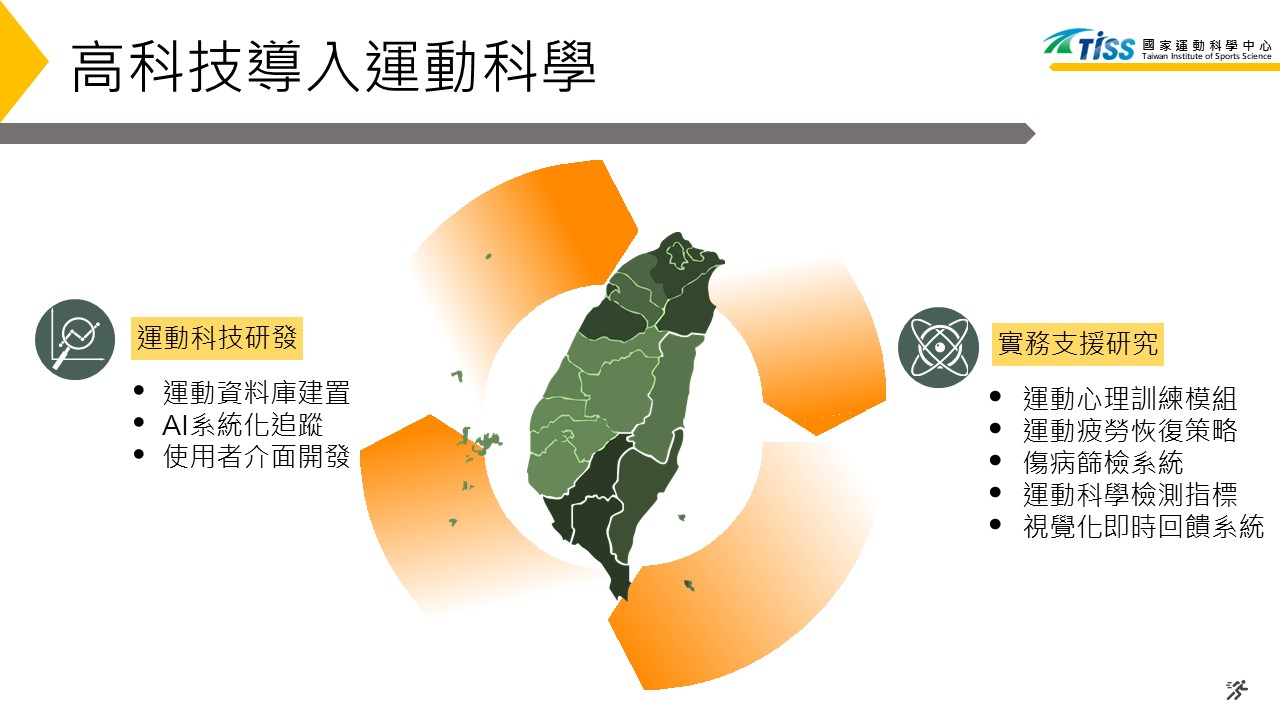 高科技導入運動科學
TiSS 國家運動科學中心
Taiwan Institute of Sports Science
運動科技研發
• 運動資料庫建置
• AI系統化追蹤
• 使用者介面開發
實務支援研究
• 運動心理訓練模組
• 運動疲勞恢復策略
• 傷病篩檢系統
• 運動科學檢測指標
• 視覺化即時回饋系統